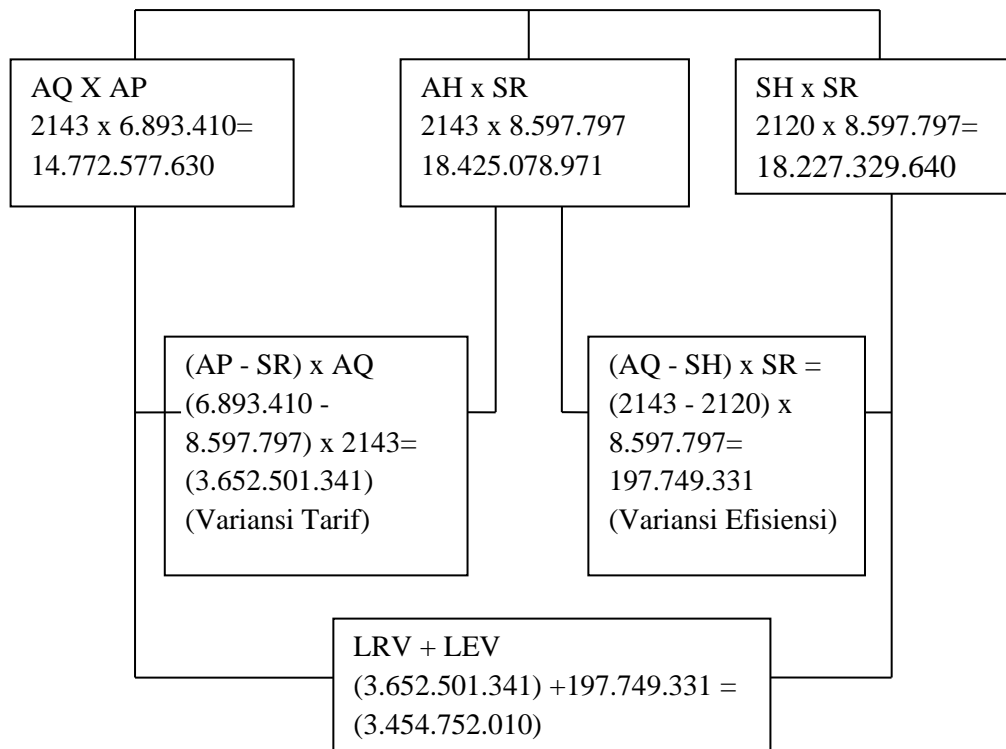 AQ X AP
2143 x 6.893.410=
14.772.577.630
AH x SR
2143 x 8.597.797
18.425.078.971
SH x SR
2120 x 8.597.797=
18.227.329.640
(AP - SR) x AQ
(6.893.410 -
8.597.797) x 2143=
(3.652.501.341)
(Variansi Tarif)
(AQ - SH) x SR =
(2143 - 2120) x
8.597.797=
197.749.331
(Variansi Efisiensi)
LRV + LEV
(3.652.501.341) +197.749.331 =
(3.454.752.010)